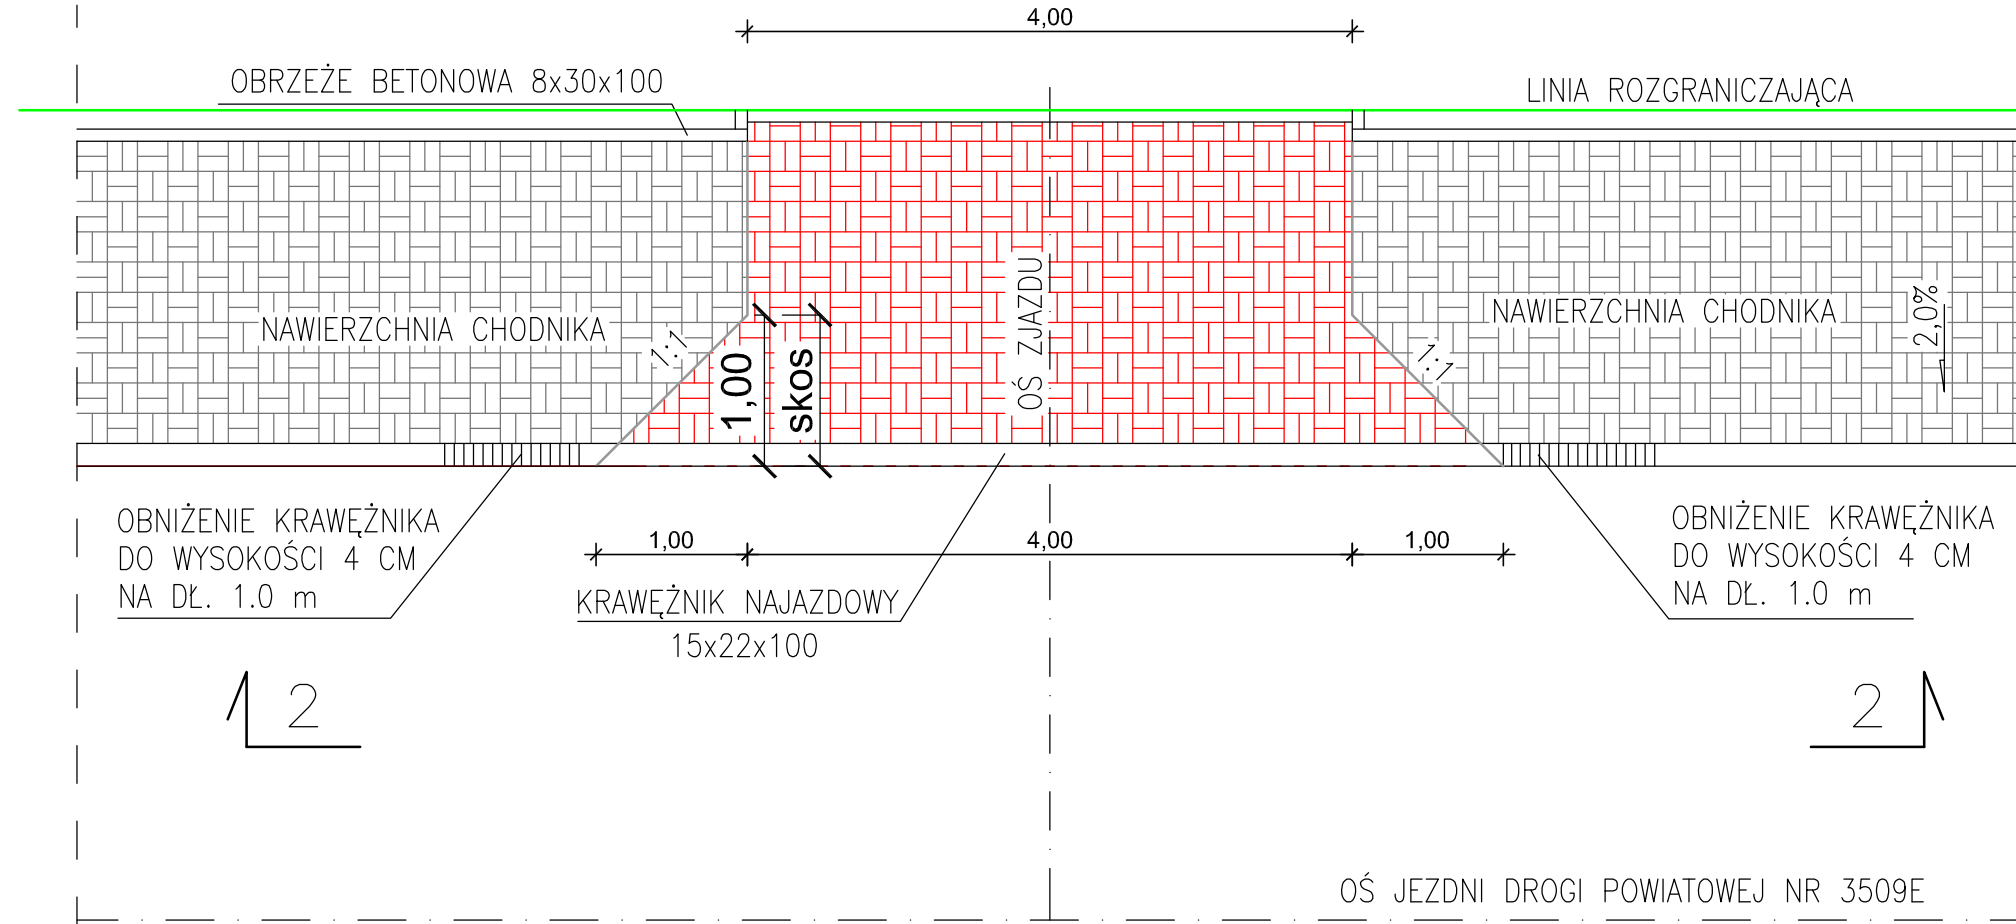 4,00
OBRZEŻE BETONOWA 8x30x100
LINIA ROZGRANICZAJĄCA
NAWIERZCHNIA CHODNIKA
1:1
1,00
skos
OŚ ZJAZDU
1:1
NAWIERZCHNIA CHODNIKA
2,0%
OBNIŻENIE KRAWĘŻNIKA
DO WYSOKOŚCI 4 CM
NA DŁ. 1.0 m
1,00
4,00
1,00
KRAWĘŻNIK NAJAZDOWY
15x22x100
OBNIŻENIE KRAWĘŻNIKA
DO WYSOKOŚCI 4 CM
NA DŁ. 1.0 m
2
2
OŚ JEZDNI DROGI POWIATOWEJ NR 3509E